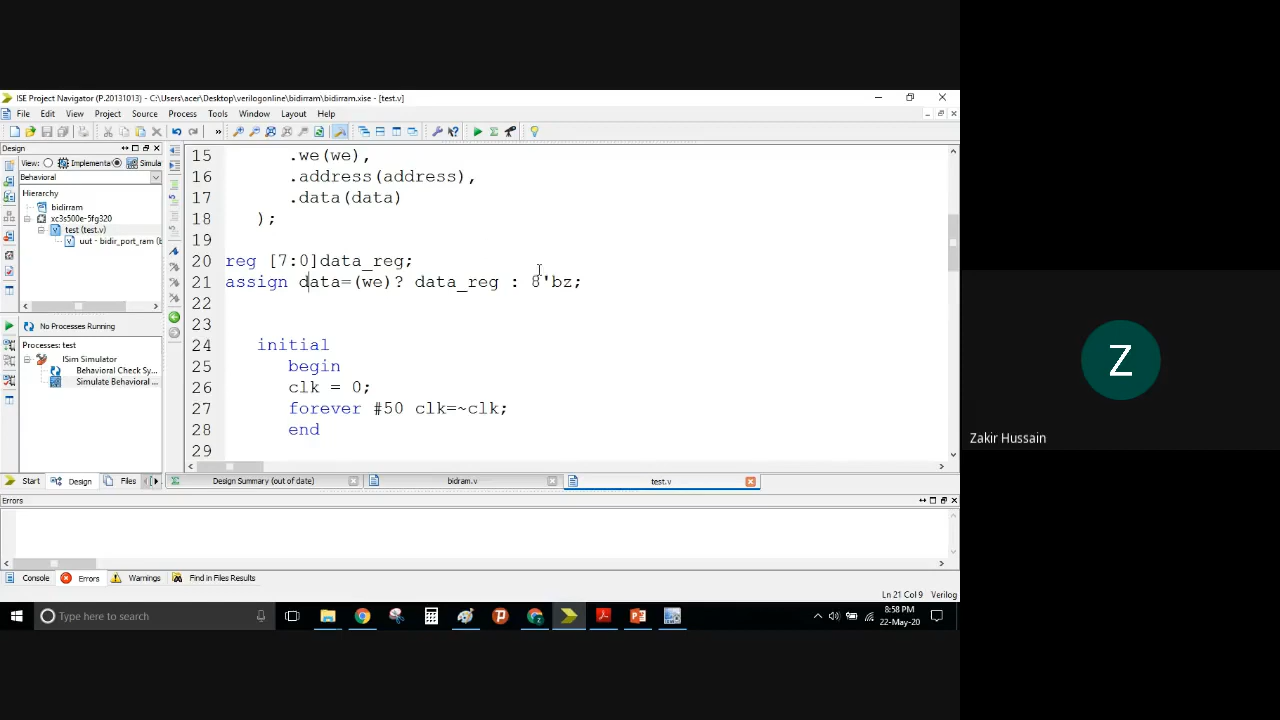 ISE Project Navigator (P.20131013) - C:\Users\acer\Desktop\verilogonline\bidirram\bidirram.xise - [test.v]
File Edit View Project Source Process Tools Window Layout Help
Design
View: Implementa Simula
Behavioral
Hierarchy
bidirram
xc3s500e-5fg320
test (test.v)
uut - bidir_port_ram (b
No Processes Running
Processes: test
ISim Simulator
Behavioral Check Sy...
Simulate Behavioral ...
Start Design Files
15 .we(we),
16 .address(address),
17 .data(data)
18 );
19
20 reg [7:0]data_reg;
21 assign data=(we)? data_reg : 8'bz;
22
23
24 initial
25 begin
26 clk = 0;
27 forever #50 clk=~clk;
28 end
29
Design Summary (out of date) bidram.v test.v
Errors
Console Errors Warnings Find in Files Results
Ln 21 Col 9 Verilog
Type here to search
8:58 PM
22-May-20
Z
Zakir Hussain